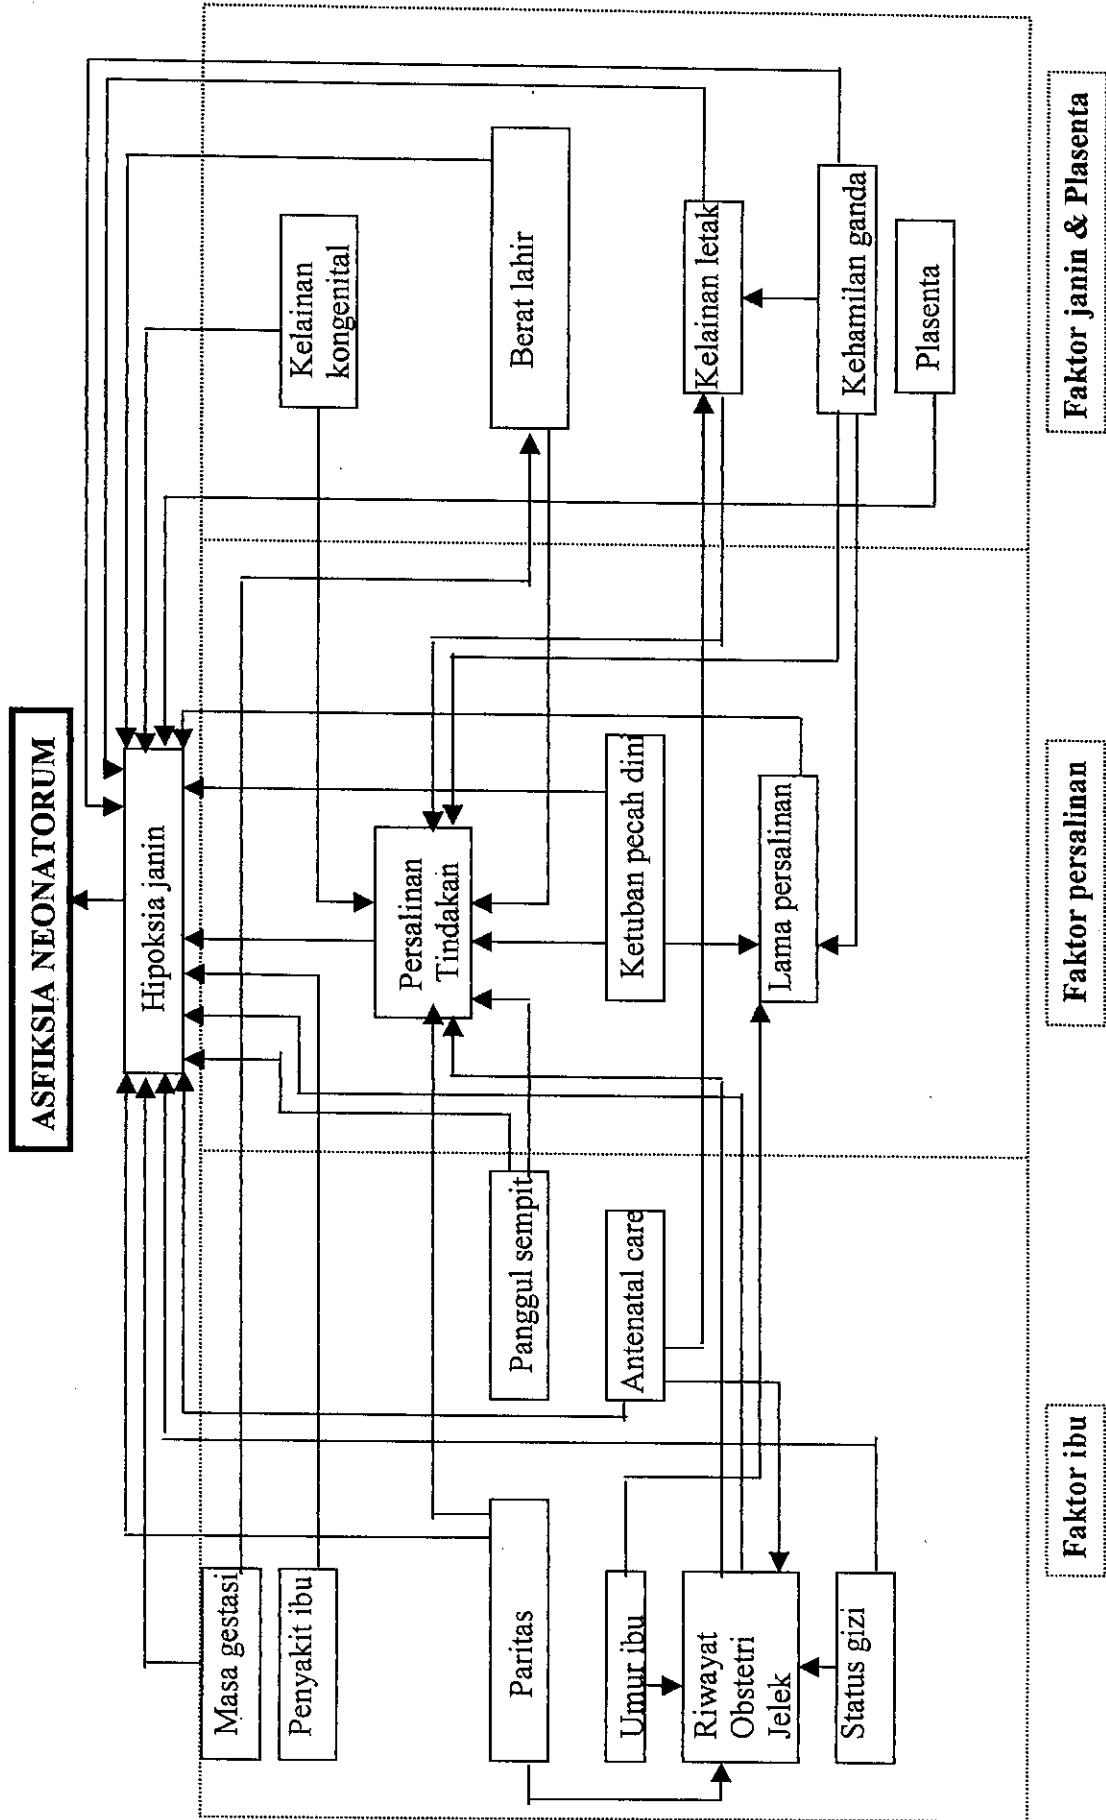 ASFIKSIA NEONATORUM
Hipoksia janin
Masa gestasi
Penyakit ibu
Paritas
Umur ibu
Riwayat
Obstetri
Jelek
Status gizi
Panggul sempit
Antenatal care
Persalinan
Tindakan
Ketuban pecah dini
Lama persalinan
Kelainan
kongenital
Berat lahir
Kelainan letak
Kehamilan ganda
Plasenta
Faktor ibu
Faktor persalinan
Faktor janin & Plasenta